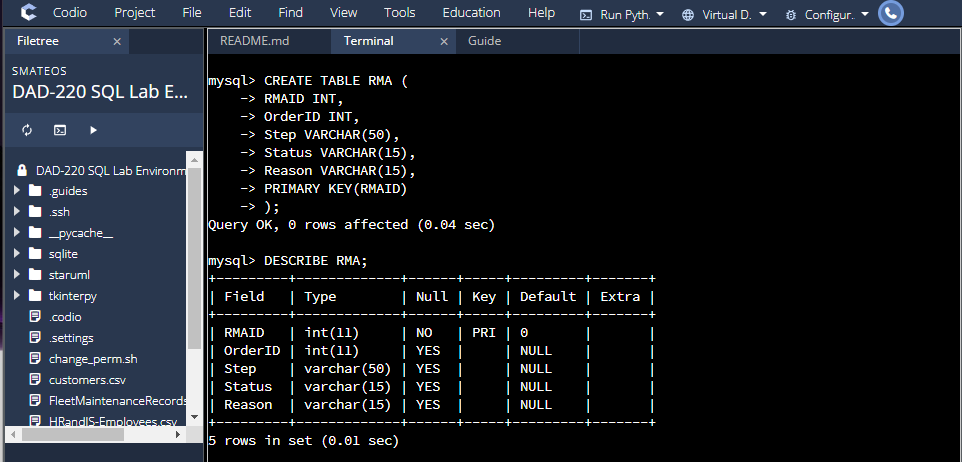 Codio Project File Edit Find View Tools Education Help Run Pyth. Virtual D. Configur..
Filetree ×
README.md Terminal × Guide
SMATEOS
DAD-220 SQL Lab E...
DAD-220 SQL Lab Environm
.guides
.ssh
__pycache__
sqlite
staruml
tkinterpy
.codio
.settings
change_perm.sh
customers.csv
FleetMaintenanceRecords
HRandIS-Employees.csv
mysql> CREATE TABLE RMA (
-> RMAID INT,
-> OrderID INT,
-> Step VARCHAR(50),
-> Status VARCHAR(15),
-> Reason VARCHAR(15),
-> PRIMARY KEY(RMAID)
-> );
Query OK, 0 rows affected (0.04 sec)
mysql> DESCRIBE RMA;
+---------+-------------+------+-----+---------+-------+
| Field | Type | Null | Key | Default | Extra |
+---------+-------------+------+-----+---------+-------+
| RMAID | int(11) | NO | PRI | 0 | |
| OrderID | int(11) | YES | | NULL | |
| Step | varchar(50) | YES | | NULL | |
| Status | varchar(15) | YES | | NULL | |
| Reason | varchar(15) | YES | | NULL | |
+---------+-------------+------+-----+---------+-------+
5 rows in set (0.01 sec)